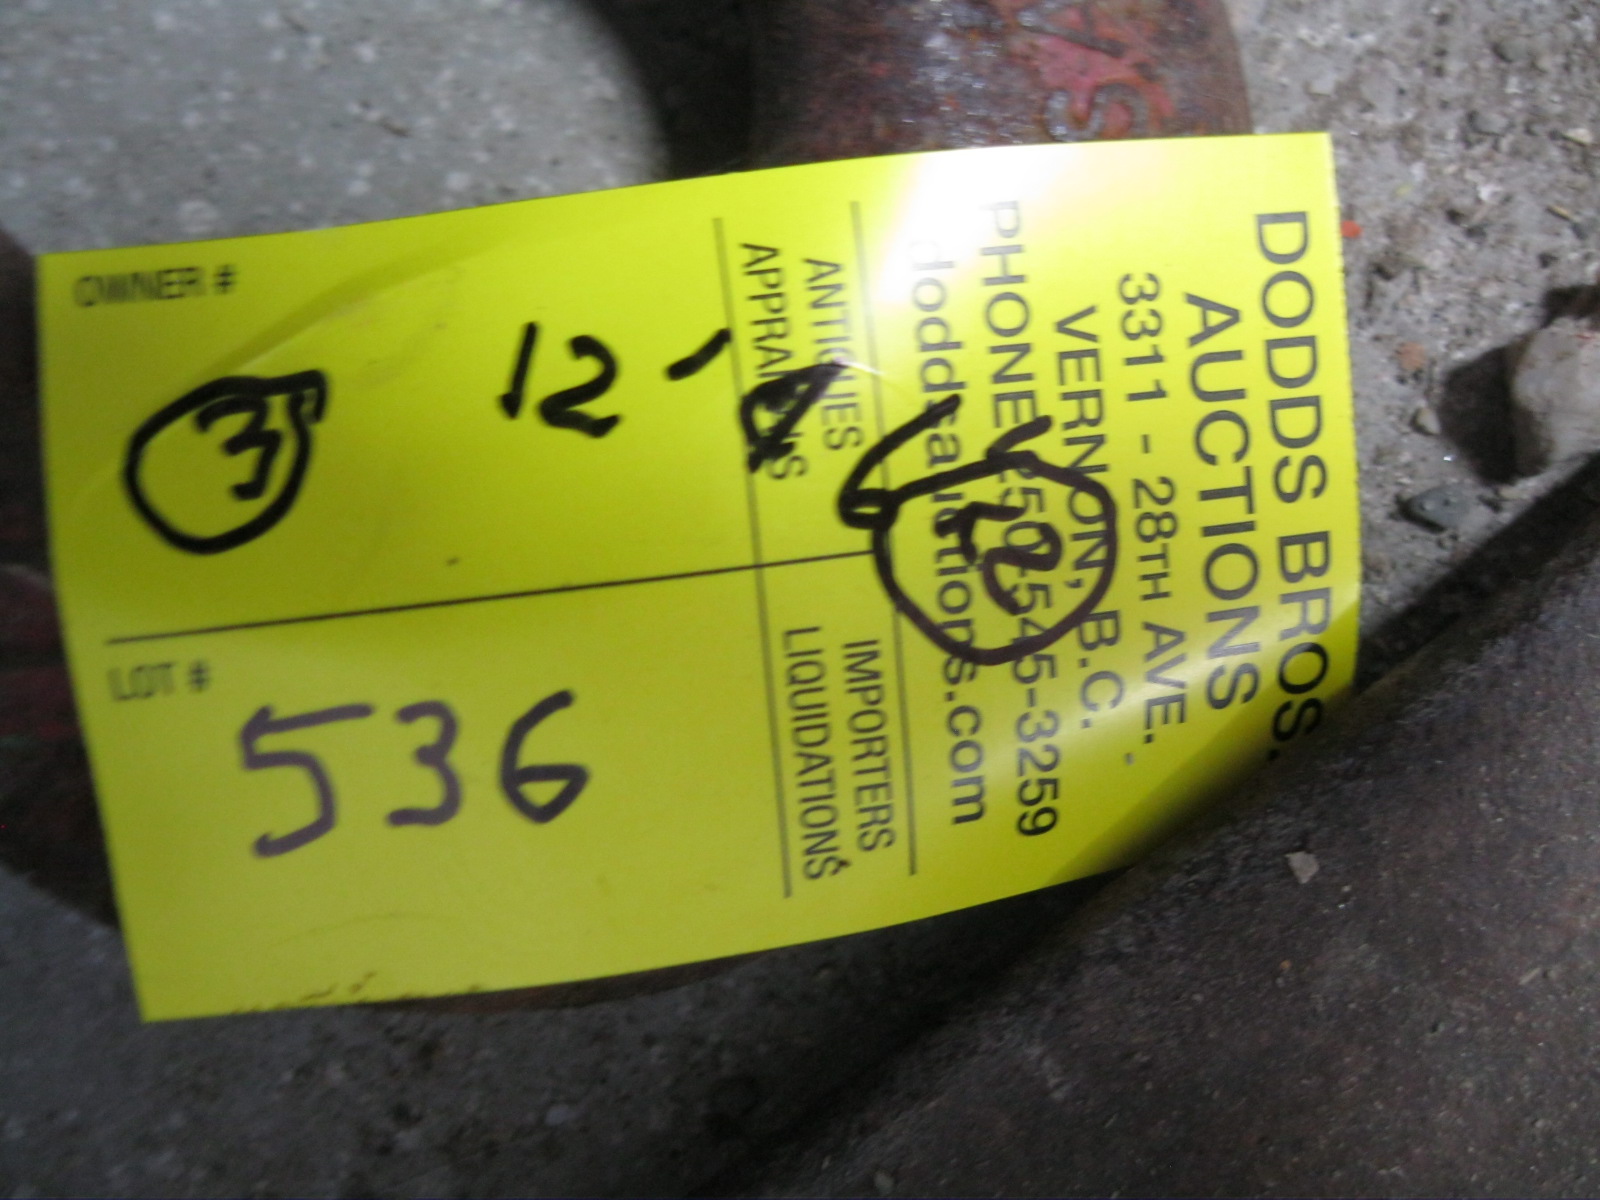 DODDS BROS.
AUCTIONS
3311 - 28TH AVE.
VERNON, B.C.
PHONE 250-545-3259
doddsauctions.com
ANTIQUES IMPORTERS
APPRAISALS LIQUIDATIONS
OWNER #
3 12 - 22
LOT #
536